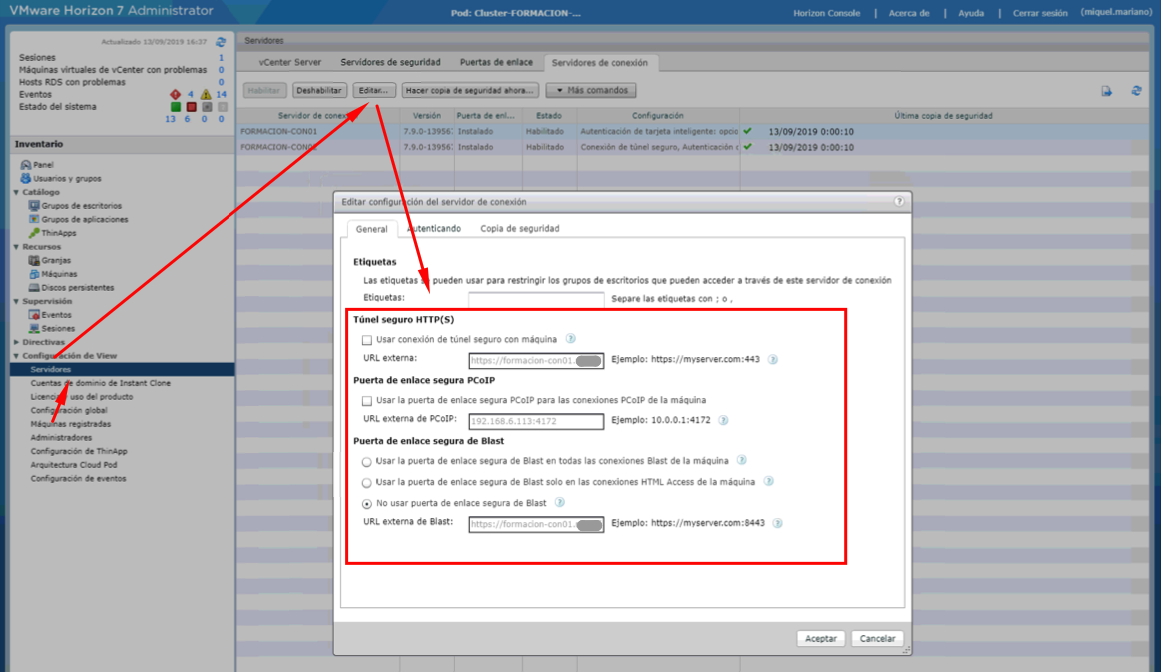 VMware Horizon 7 Administrator
Pod: Cluster-FORMACION-...
Horizon Console | Acerca de | Ayuda | Cerrar sesión (miquel.mariano)
Actualizado 13/09/2019 16:37
Sesiones 1
Máquinas virtuales de vCenter con problemas 0
Hosts RDS con problemas 0
Eventos 4 14
Estado del sistema
13 6 0 0
Inventario
Panel
Usuarios y grupos
Catálogo
Grupos de escritorios
Grupos de aplicaciones
ThinApps
Recursos
Granjas
Máquinas
Discos persistentes
Supervisión
Eventos
Sesiones
Directivas
Configuración de View
Servidores
Cuentas de dominio de Instant Clone
Licencia y uso del producto
Configuración global
Máquinas registradas
Administradores
Configuración de ThinApp
Arquitectura Cloud Pod
Configuración de eventos
Servidores
vCenter Server Servidores de seguridad Puertas de enlace Servidores de conexión
Habilitar Deshabilitar Editar... Hacer copia de seguridad ahora... Más comandos
Servidor de conex Versión Puerta de enl... Estado Configuración Última copia de seguridad
FORMACION-CON01 7.9.0-13956 Instalado Habilitado Autenticación de tarjeta inteligente: opcio 13/09/2019 0:00:10
FORMACION-CON02 7.9.0-13956 Instalado Habilitado Conexión de túnel seguro, Autenticación 13/09/2019 0:00:10
Editar configuración del servidor de conexión
General Autenticando Copia de seguridad
Etiquetas
Las etiquetas se pueden usar para restringir los grupos de escritorios que pueden acceder a través de este servidor de conexión
Etiquetas: Separe las etiquetas con ; o ,
Túnel seguro HTTP(S)
Usar conexión de túnel seguro con máquina
URL externa: https://formacion-con01. Ejemplo: https://myserver.com:443
Puerta de enlace segura PCoIP
Usar la puerta de enlace segura PCoIP para las conexiones PCoIP de la máquina
URL externa de PCoIP: 192.168.6.113:4172 Ejemplo: 10.0.0.1:4172
Puerta de enlace segura de Blast
Usar la puerta de enlace segura de Blast en todas las conexiones Blast de la máquina
Usar la puerta de enlace segura de Blast solo en las conexiones HTML Access de la máquina
No usar puerta de enlace segura de Blast
URL externa de Blast: https://formacion-con01. Ejemplo: https://myserver.com:8443
Aceptar Cancelar